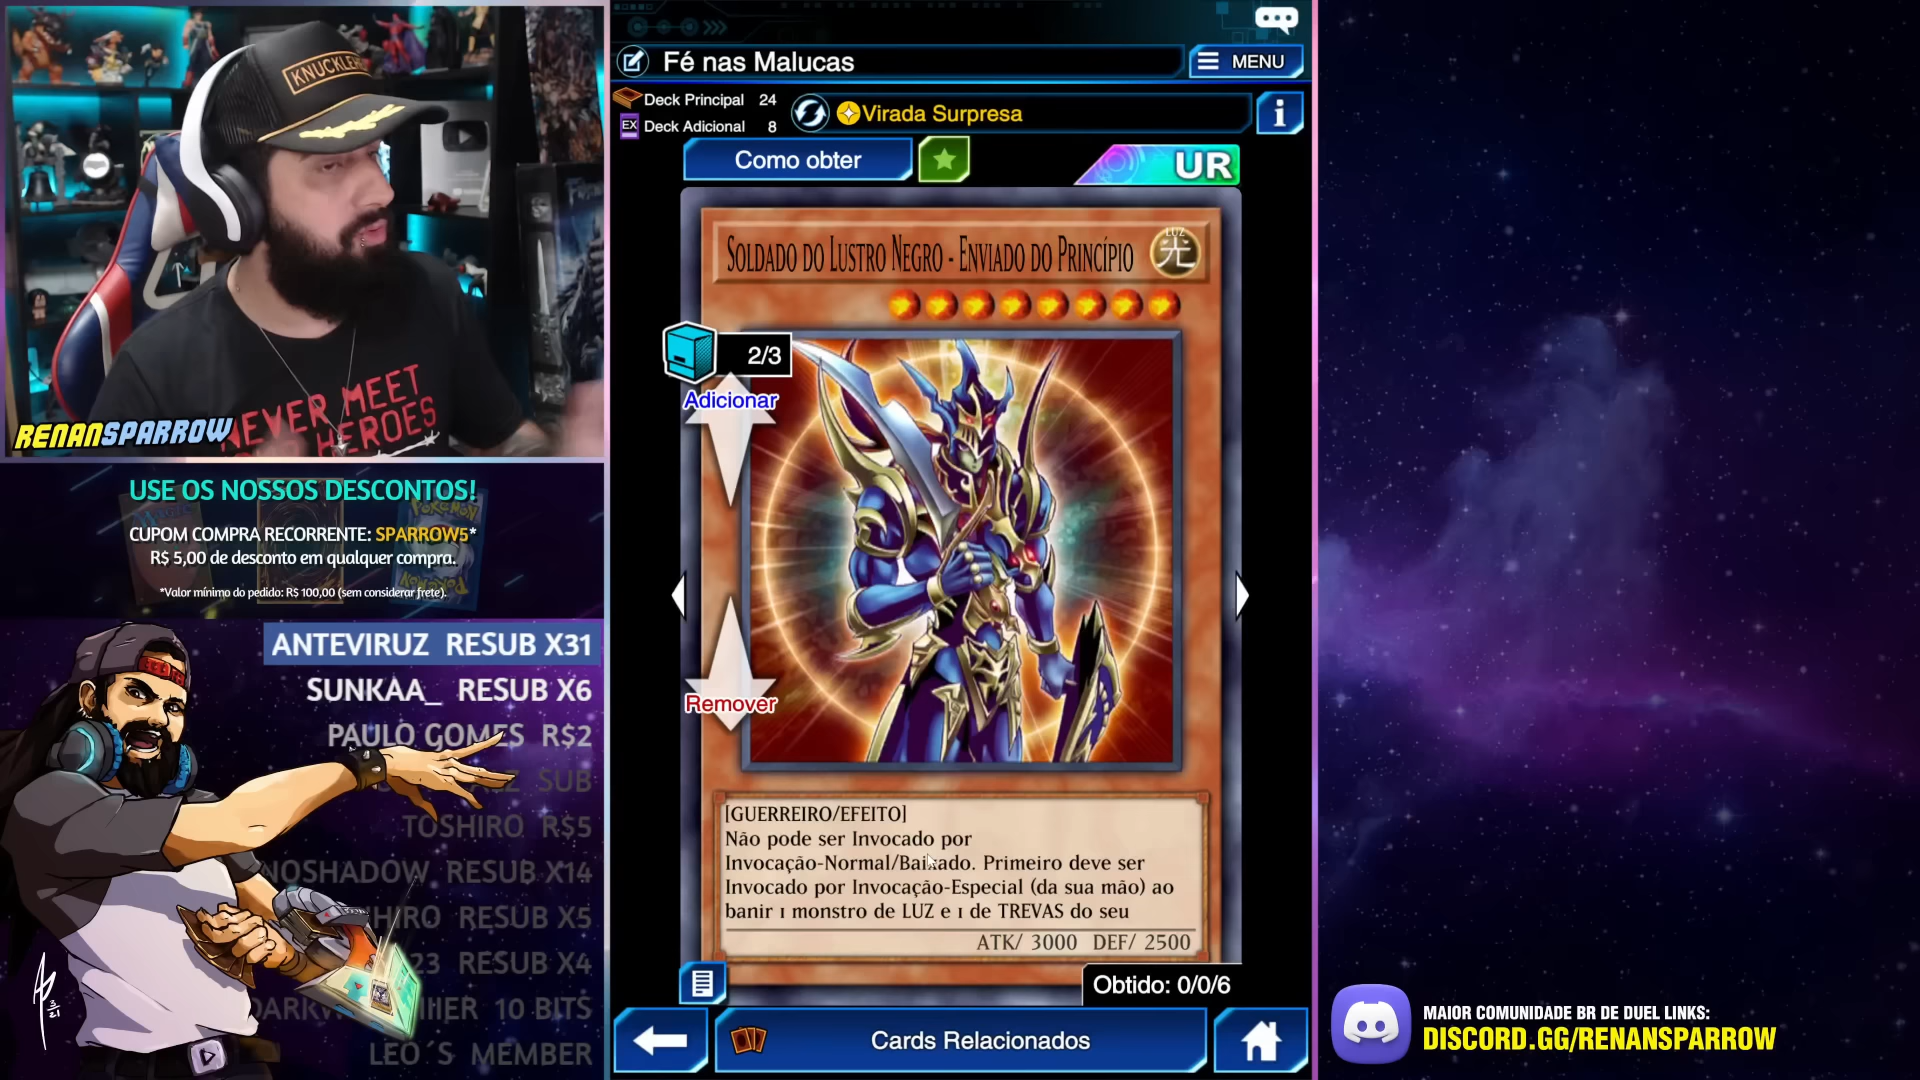 KNUCKLEHE
NEVER MEET
HEROES
RENANSPARROW
USE OS NOSSOS DESCONTOS!
CUPOM COMPRA RECORRENTE: SPARROW5*
R$ 5,00 de desconto em qualquer compra.
*Valor mínimo do pedido: R$ 100,00 (sem considerar frete).
ANTEVIRUZ RESUB X31
SUNKAA_ RESUB X6
PAULO GOMES R$2
SUB
TOSHIRO R$5
NOSHADOW RESUB X14
HIRO RESUB X5
23 RESUB X4
10 BITS
LEO´S MEMBER
Fé nas Malucas
MENU
Deck Principal 24
EX Deck Adicional 8
Virada Surpresa
i
Como obter
UR
SOLDADO DO LUSTRO NEGRO - ENVIADO DO PRINCÍPIO
LUZ
光
2/3
Adicionar
Remover
[GUERREIRO/EFEITO]
Não pode ser Invocado por
Invocação-Normal/Baixado. Primeiro deve ser
Invocado por Invocação-Especial (da sua mão) ao
banir 1 monstro de LUZ e 1 de TREVAS do seu
ATK/ 3000 DEF/ 2500
Obtido: 0/0/6
Cards Relacionados
MAIOR COMUNIDADE BR DE DUEL LINKS:
DISCORD.GG/RENANSPARROW